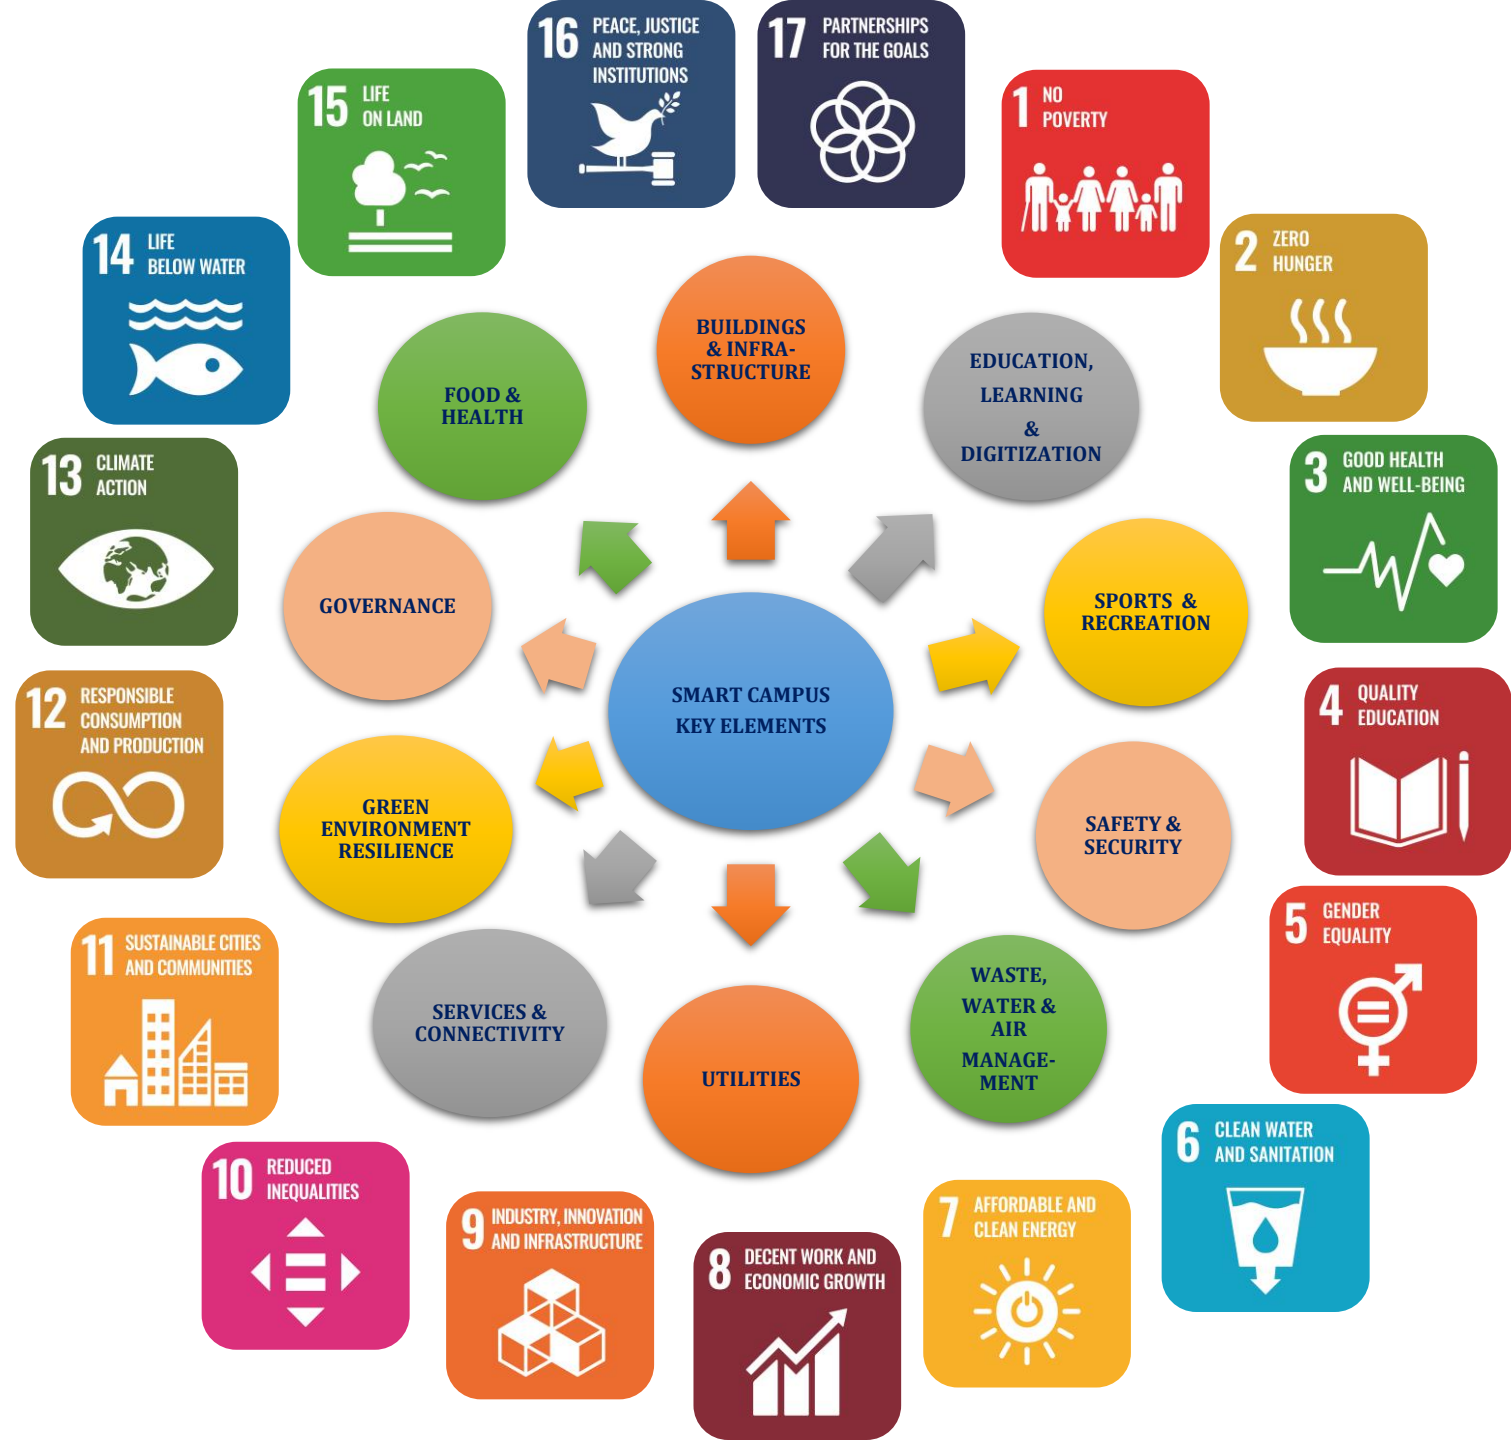 16 PEACE, JUSTICE
AND STRONG
INSTITUTIONS
17 PARTNERSHIPS
FOR THE GOALS
15 LIFE
ON LAND
1 NO
POVERTY
14 LIFE
BELOW WATER
2 ZERO
HUNGER
BUILDINGS
& INFRA-
STRUCTURE
EDUCATION,
LEARNING
&
DIGITIZATION
FOOD &
HEALTH
13 CLIMATE
ACTION
3 GOOD HEALTH
AND WELL-BEING
GOVERNANCE
SPORTS &
RECREATION
12 RESPONSIBLE
CONSUMPTION
AND PRODUCTION
SMART CAMPUS
KEY ELEMENTS
4 QUALITY
EDUCATION
GREEN
ENVIRONMENT
RESILIENCE
SAFETY &
SECURITY
11 SUSTAINABLE CITIES
AND COMMUNITIES
5 GENDER
EQUALITY
SERVICES &
CONNECTIVITY
UTILITIES
WASTE,
WATER &
AIR
MANAGE-
MENT
10 REDUCED
INEQUALITIES
6 CLEAN WATER
AND SANITATION
9 INDUSTRY, INNOVATION
AND INFRASTRUCTURE
8 DECENT WORK AND
ECONOMIC GROWTH
7 AFFORDABLE AND
CLEAN ENERGY